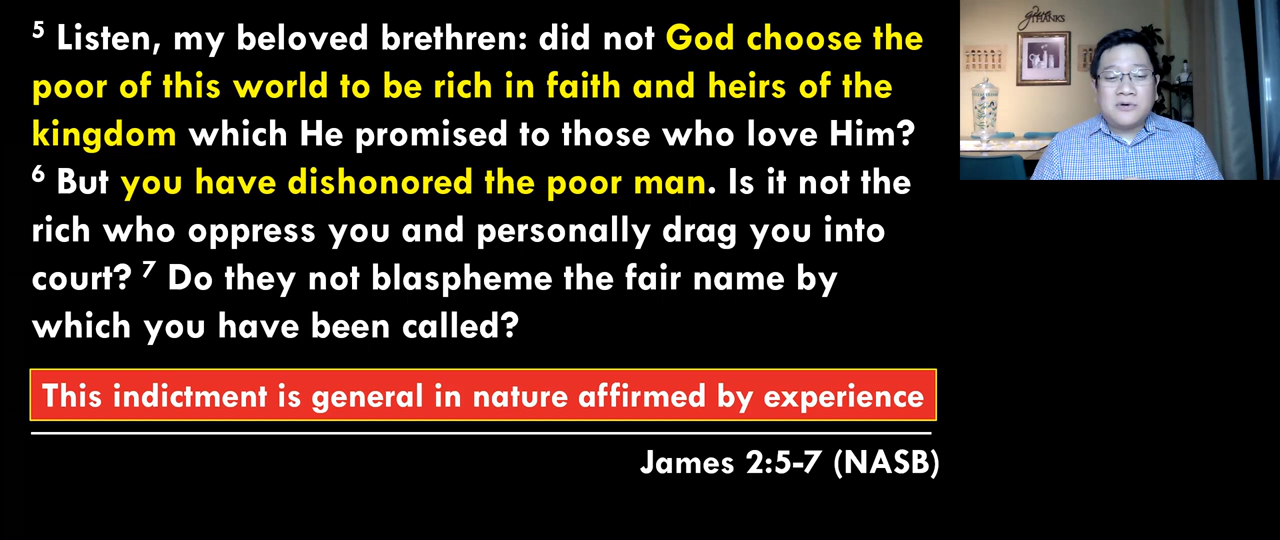 5 Listen, my beloved brethren: did not God choose the
poor of this world to be rich in faith and heirs of the
kingdom which He promised to those who love Him?
6 But you have dishonored the poor man. Is it not the
rich who oppress you and personally drag you into
court? 7 Do they not blaspheme the fair name by
which you have been called?
This indictment is general in nature affirmed by experience
James 2:5-7 (NASB)
give
THANKS